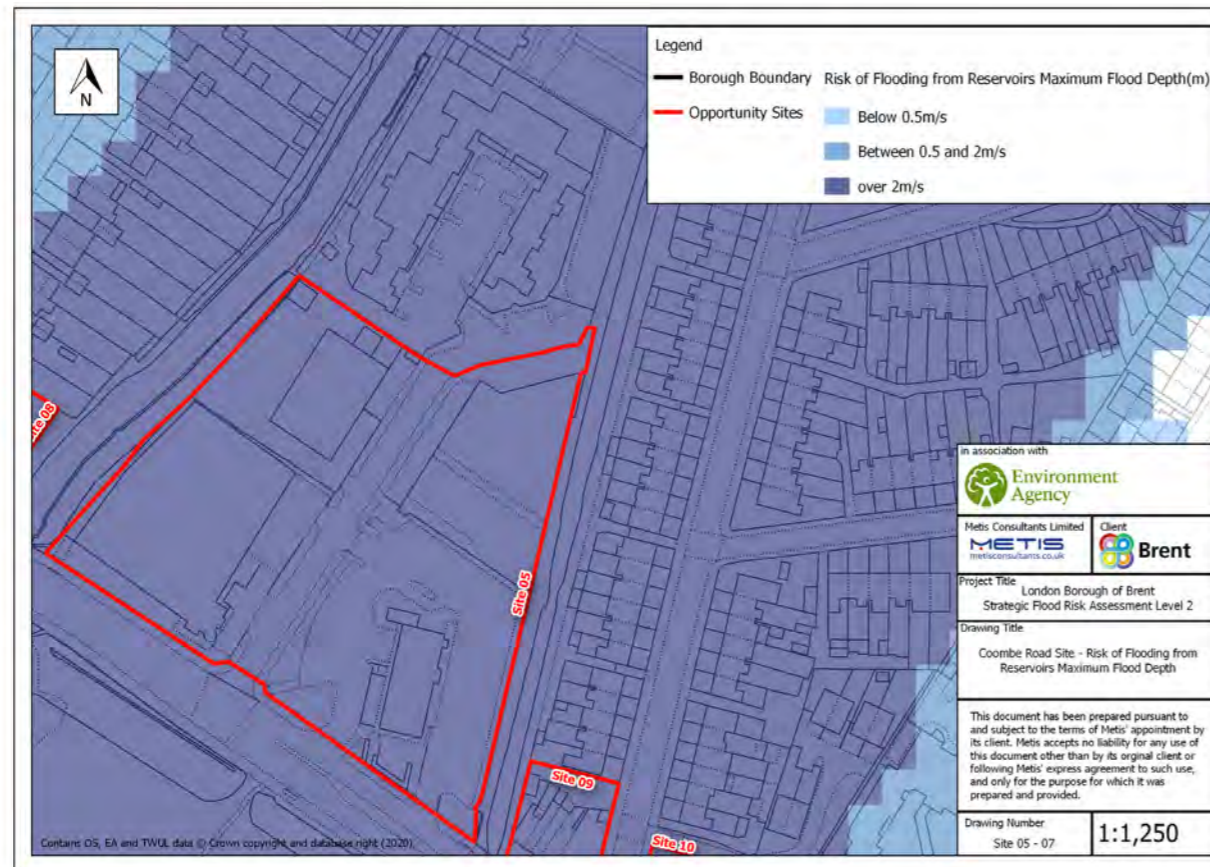 N
Legend
Borough Boundary
Opportunity Sites
Risk of Flooding from Reservoirs Maximum Flood Depth(m)
Below 0.5m/s
Between 0.5 and 2m/s
over 2m/s
Site 08
Site 05
Site 09
Site 10
Contains OS, EA and TWUL data © Crown copyright and database right (2020)
in association with
Environment
Agency
Metis Consultants Limited
METIS
metisconsultants.co.uk
Client
Brent
Project Title
London Borough of Brent
Strategic Flood Risk Assessment Level 2
Drawing Title
Coombe Road Site - Risk of Flooding from
Reservoirs Maximum Flood Depth
This document has been prepared pursuant to
and subject to the terms of Metis' appointment by
its client. Metis accepts no liability for any use of
this document other than by its orginal client or
following Metis' express agreement to such use,
and only for the purpose for which it was
prepared and provided.
Drawing Number
Site 05 - 07
1:1,250